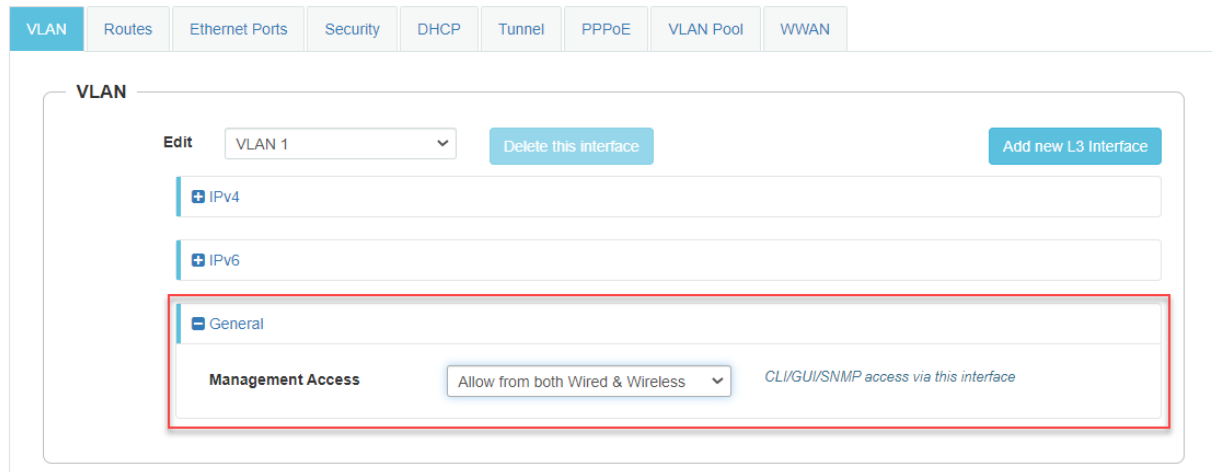 VLAN Routes Ethernet Ports Security DHCP Tunnel PPPoE VLAN Pool WWAN
VLAN
Edit VLAN 1 Delete this interface Add new L3 Interface
IPv4
IPv6
General
Management Access Allow from both Wired & Wireless CLI/GUI/SNMP access via this interface